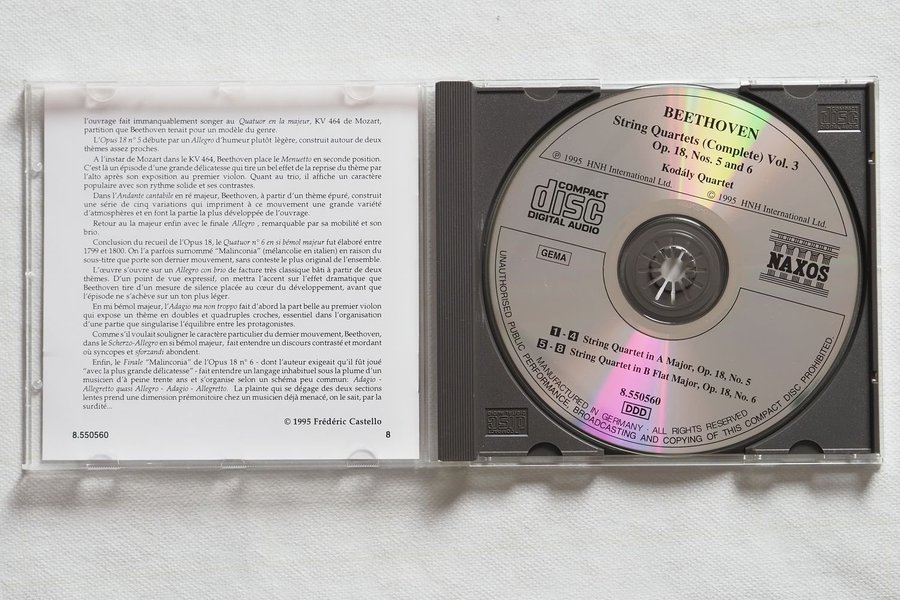 l'ouvrage fait immanquablement songer au Quatuor en la majeur, KV 464 de Mozart,
partition que Beethoven tenait pour un modèle du genre.
L'Opus 18 n° 5 débute par un Allegro d'humeur plutôt légère, construit autour de deux
thèmes assez proches.
A l'instar de Mozart dans le KV 464, Beethoven place le Menuetto en seconde position.
C'est là un épisode d'une grande délicatesse qui tire un bel effet de la reprise du thème par
l'alto après son exposition au premier violon. Quant au trio, il affiche un caractère
populaire avec son rythme solide et ses contrastes.
Dans l'Andante cantabile en ré majeur, Beethoven, à partir d'un thème épuré, construit
une série de cinq variations qui impriment à ce mouvement une grande variété
d'atmosphères et en font la partie la plus développée de l'ouvrage.
Retour au la majeur enfin avec le finale Allegro , remarquable par sa mobilité et son
brio.
Conclusion du recueil de l'Opus 18, le Quatuor n° 6 en si bémol majeur fut élaboré entre
1799 et 1800. On l'a parfois surnommé "Malinconia" (mélancolie en italien) en raison du
sous-titre que porte son dernier mouvement, sans conteste le plus original de l'ensemble.
L'œuvre s'ouvre sur un Allegro con brio de facture très classique bâti à partir de deux
thèmes. D'un point de vue expressif, on mettra l'accent sur l'effet dramatique que
Beethoven tire d'un mesure de silence placée au cœur du développement, avant que
l'épisode ne s'achève sur un ton plus léger.
En mi bémol majeur, l'Adagio ma non troppo fait d'abord la part belle au premier violon
qui expose un thème en doubles et quadruples croches, essentiel dans l'organisation
d'une partie que singularise l'équilibre entre les protagonistes.
Comme s'il voulait souligner le caractère particulier du dernier mouvement, Beethoven,
dans le Scherzo-Allegro en si bémol majeur, fait entendre un discours contrasté et mordant
où syncopes et sforzandi abondent.
Enfin, le Finale "Malinconia" de l'Opus 18 n° 6 - dont l'auteur exigeait qu'il fût joué
"avec la plus grande délicatesse" - fait entendre un langage inhabituel sous la plume d'un
musicien d'à peine trente ans et s'organise selon un schéma peu commun: Adagio -
Allegretto quasi Allegro - Adagio - Allegretto. La plainte qui se dégage des deux sections
lentes prend une dimension prémonitoire chez un musicien déjà menacé, on le sait, par la
surdité...
© 1995 Frédéric Castello
8.550560
8
BEETHOVEN
String Quartets (Complete) Vol. 3
Op. 18, Nos. 5 and 6
Kodály Quartet
℗ 1995 HNH International Ltd.
© 1995 HNH International Ltd.
COMPACT
disc
DIGITAL AUDIO
GEMA
NAXOS
1 - 4 String Quartet in A Major, Op. 18, No. 5
5 - 8 String Quartet in B Flat Major, Op. 18, No. 6
8.550560
DDD
MANUFACTURED IN GERMANY · ALL RIGHTS RESERVED
UNAUTHORISED PUBLIC PERFORMANCE, BROADCASTING AND COPYING OF THIS COMPACT DISC PROHIBITED
COMPACT
disc